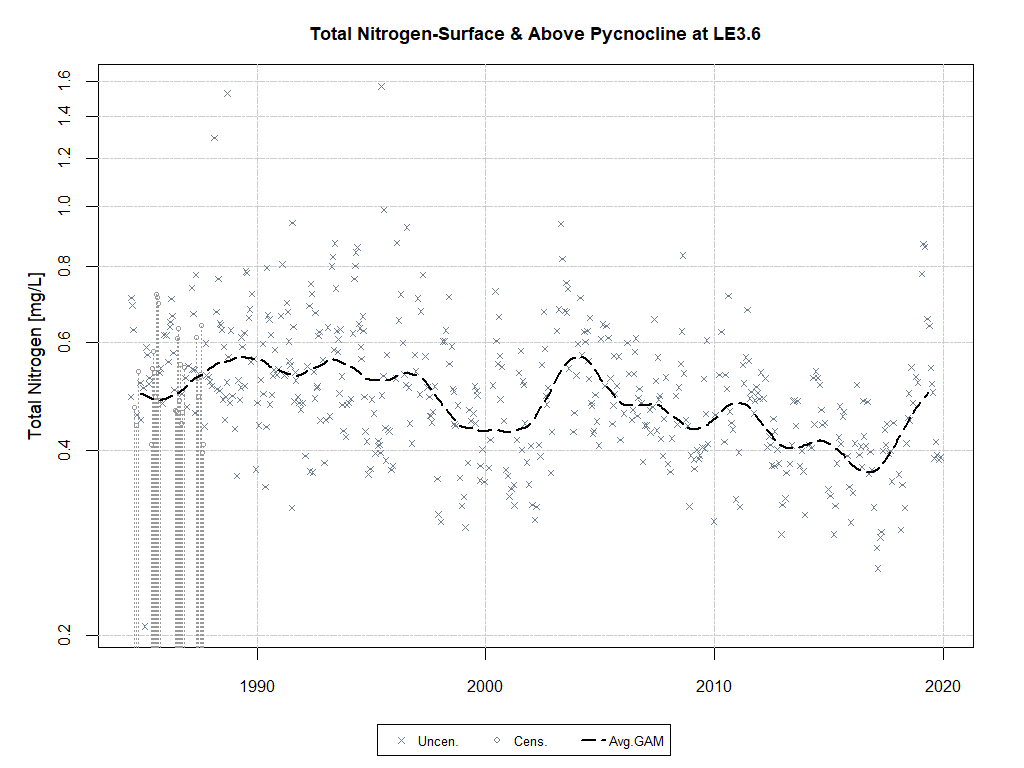 Total Nitrogen-Surface & Above Pycnocline at LE3.6
Total Nitrogen [mg/L]
1.6
1.4
1.2
1.0
0.8
0.6
0.4
0.2
1990 2000 2010 2020
Uncen. Cens. Avg.GAM